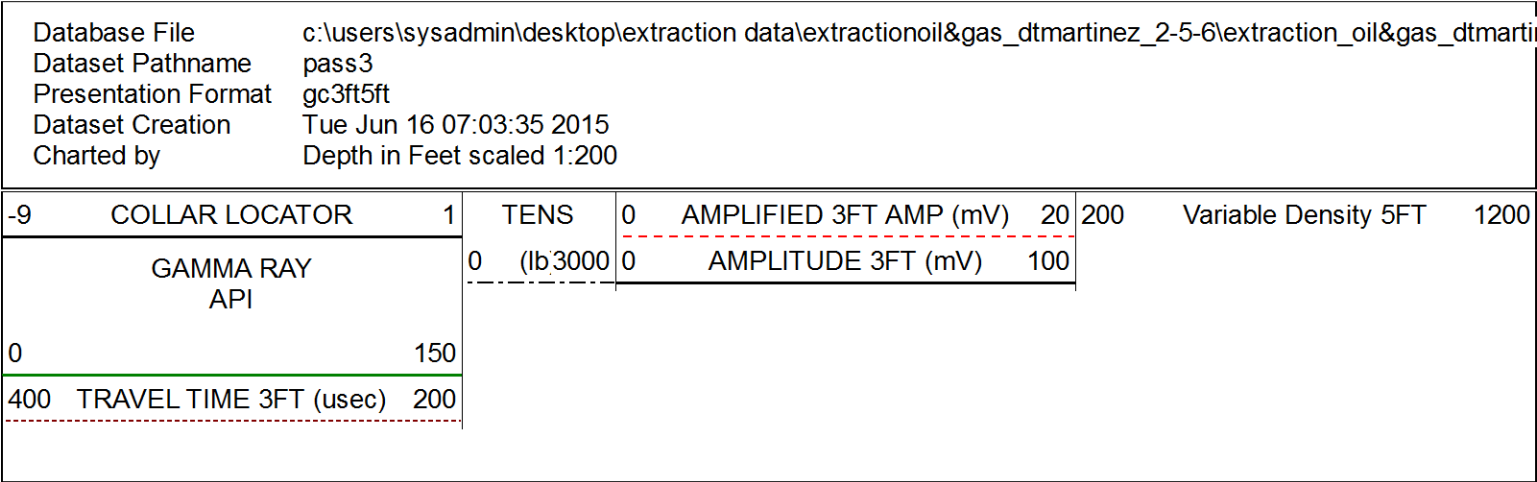 Database File c:\users\sysadmin\desktop\extraction data\extractionoil&gas_dtmartinez_2-5-6\extraction_oil&gas_dtmarti
Dataset Pathname pass3
Presentation Format gc3ft5ft
Dataset Creation Tue Jun 16 07:03:35 2015
Charted by Depth in Feet scaled 1:200
-9 COLLAR LOCATOR 1 TENS 0 AMPLIFIED 3FT AMP (mV) 20 200 Variable Density 5FT 1200
0 (lb 3000 0 AMPLITUDE 3FT (mV) 100
GAMMA RAY
API
0 150
400 TRAVEL TIME 3FT (usec) 200